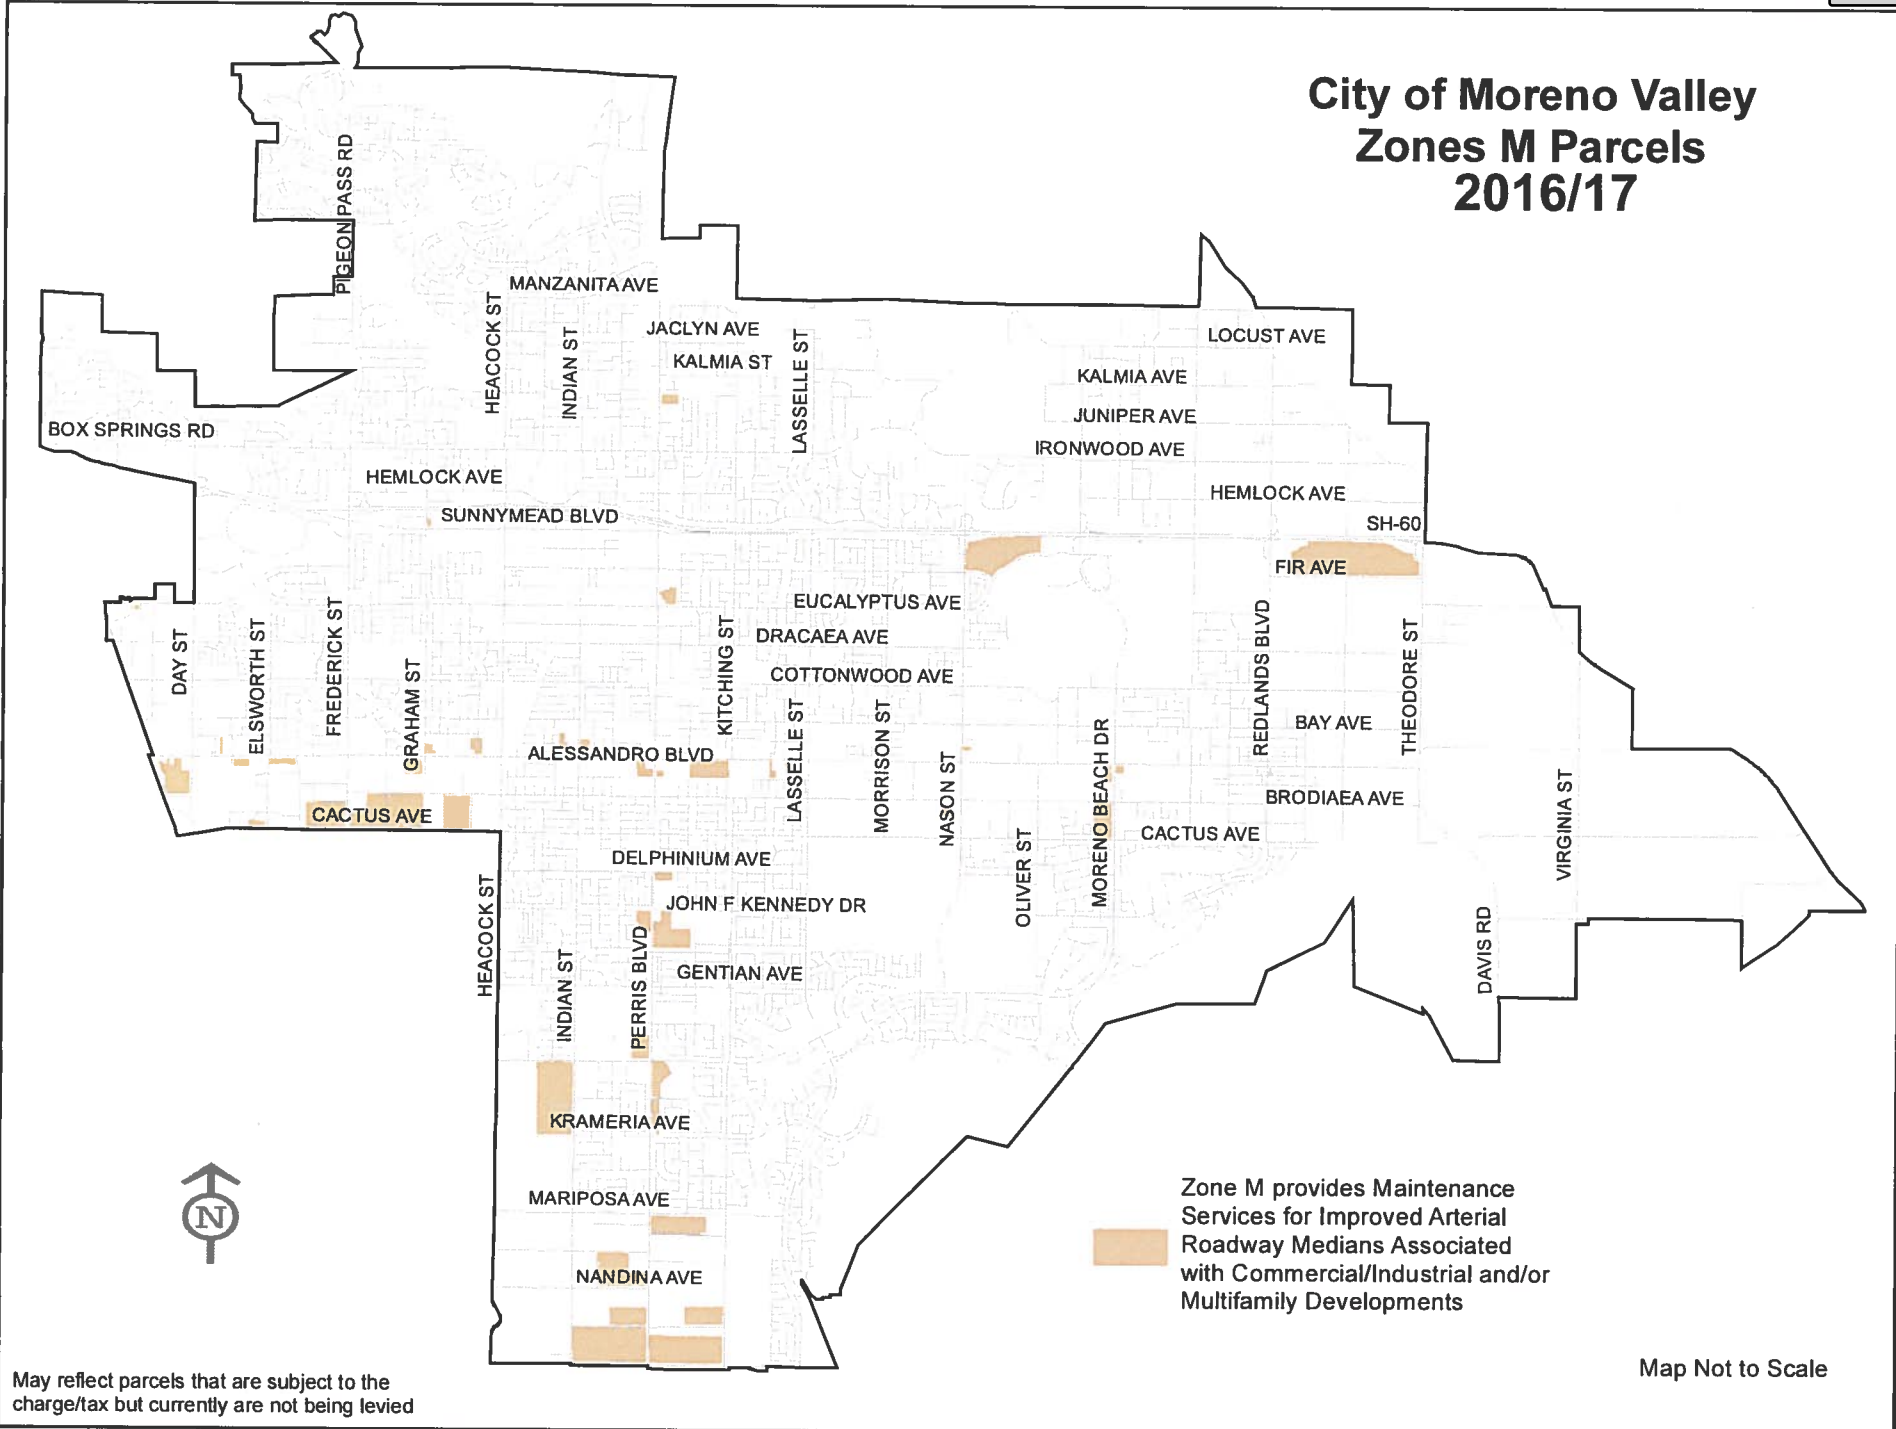 City of Moreno Valley
Zones M Parcels
2016/17
PIGEON PASS RD
MANZANITA AVE
HEACOCK ST
INDIAN ST
JACLYN AVE
KALMIA ST
LASSELLE ST
LOCUST AVE
KALMIA AVE
JUNIPER AVE
IRONWOOD AVE
BOX SPRINGS RD
HEMLOCK AVE
HEMLOCK AVE
SUNNYMEAD BLVD
SH-60
FIR AVE
EUCALYPTUS AVE
DRACAEA AVE
COTTONWOOD AVE
DAY ST
ELSWORTH ST
FREDERICK ST
GRAHAM ST
KITCHING ST
LASSELLE ST
MORRISON ST
NASON ST
OLIVER ST
MORENO BEACH DR
REDLANDS BLVD
THEODORE ST
VIRGINIA ST
BAY AVE
ALESSANDRO BLVD
BRODIAEA AVE
CACTUS AVE
CACTUS AVE
DELPHINIUM AVE
JOHN F KENNEDY DR
HEACOCK ST
INDIAN ST
PERRIS BLVD
GENTIAN AVE
DAVIS RD
KRAMERIA AVE
MARIPOSA AVE
NANDINA AVE
N
Zone M provides Maintenance
Services for Improved Arterial
Roadway Medians Associated
with Commercial/Industrial and/or
Multifamily Developments
Map Not to Scale
May reflect parcels that are subject to the
charge/tax but currently are not being levied